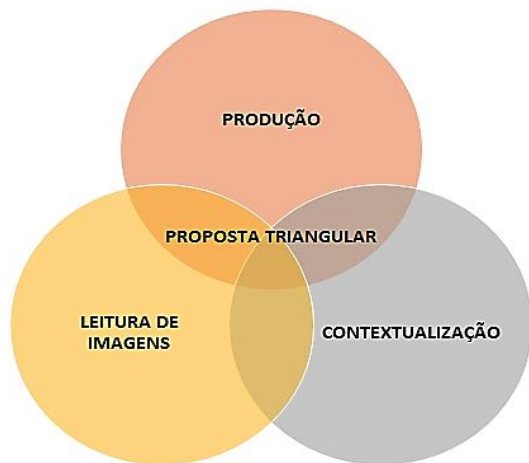 PRODUÇÃO
PROPOSTA TRIANGULAR
LEITURA DE
IMAGENS
CONTEXTUALIZAÇÃO